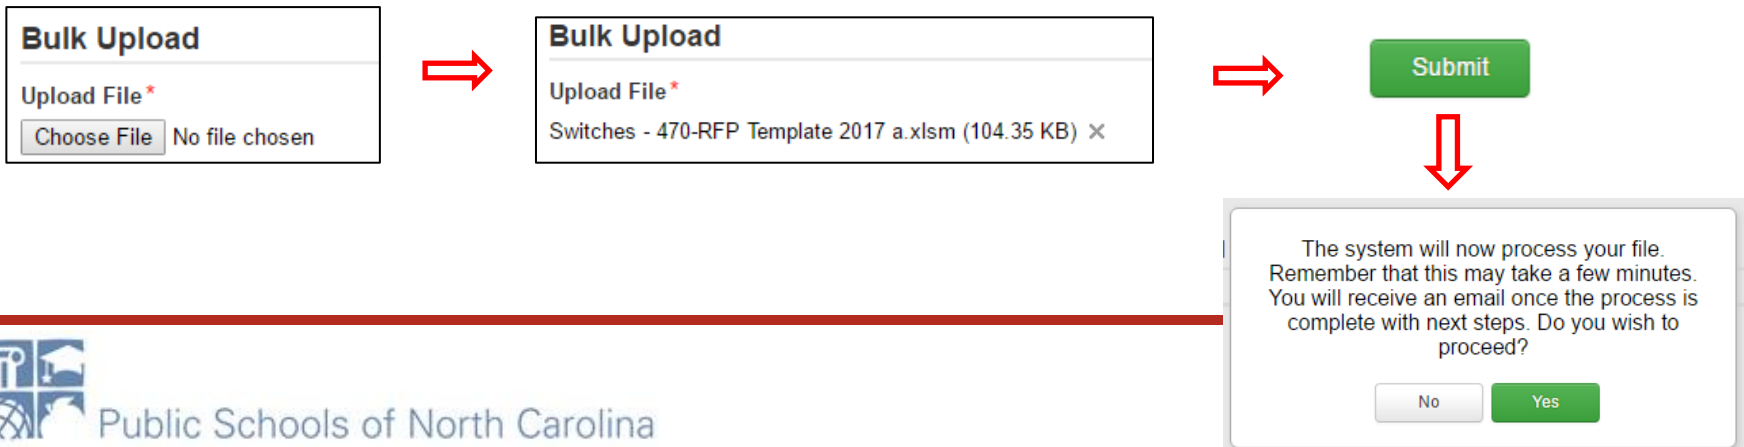 Bulk Upload
Upload File*
Choose File No file chosen
Bulk Upload
Upload File*
Switches - 470-RFP Template 2017 a.xlsm (104.35 KB) ×
Submit
The system will now process your file.
Remember that this may take a few minutes.
You will receive an email once the process is
complete with next steps. Do you wish to
proceed?
No Yes
Public Schools of North Carolina